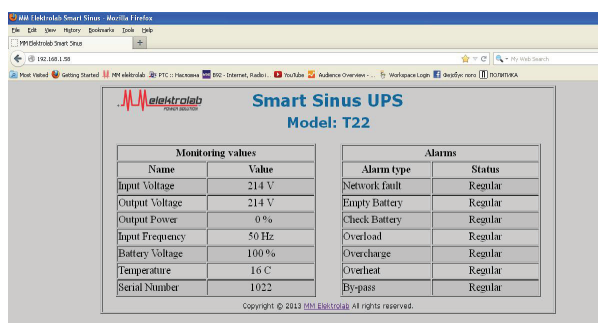 MM Elektrolab Smart Sinus - Mozilla Firefox
File Edit View History Bookmarks Tools Help
MM Elektrolab Smart Sinus +
192.168.1.58
My Web Search
Most Visited Getting Started MM elektrolab PTC :: Насловна B92 - Internet, Radio i... YouTube Audience Overview - ... Workspace Login Фејсбук лого ПОЛИТИКА
MM elektrolab
POWER SOLUTION
Smart Sinus UPS
Model: T22
Monitoring values
Name Value
Input Voltage 214 V
Output Voltage 214 V
Output Power 0 %
Input Frequency 50 Hz
Battery Voltage 100 %
Temperature 16 C
Serial Number 1022
Alarms
Alarm type Status
Network fault Regular
Empty Battery Regular
Check Battery Regular
Overload Regular
Overcharge Regular
Overheat Regular
By-pass Regular
Copyright © 2013 MM Elektrolab All rights reserved.